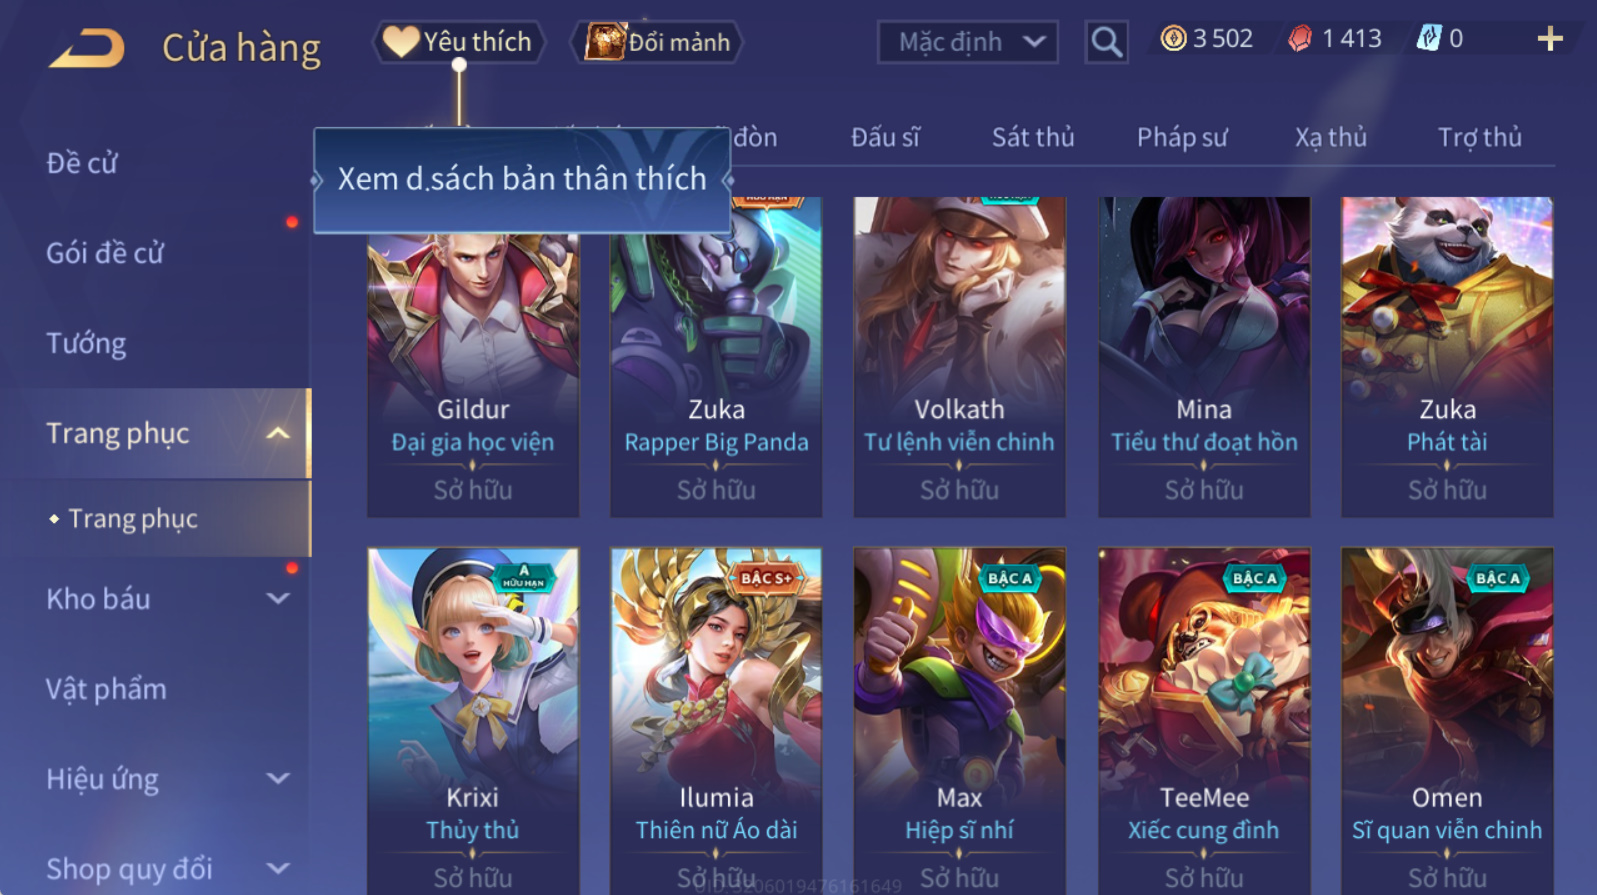 Cửa hàng
Yêu thích
Đổi mảnh
Mặc định
3 502
1 413
0
Xem d.sách bản thân thích
đòn
Đấu sĩ
Sát thủ
Pháp sư
Xạ thủ
Trợ thủ
Đề cử
Gói đề cử
Tướng
Trang phục
Trang phục
Kho báu
Vật phẩm
Hiệu ứng
Shop quy đổi
Gildur
Đại gia học viện
Sở hữu
HỮU HẠN
Zuka
Rapper Big Panda
Sở hữu
HỮU HẠN
Volkath
Tư lệnh viễn chinh
Sở hữu
Mina
Tiểu thư đoạt hồn
Sở hữu
Zuka
Phát tài
Sở hữu
A
HỮU HẠN
Krixi
Thủy thủ
Sở hữu
BẬC S+
Ilumia
Thiên nữ Áo dài
Sở hữu
BẬC A
Max
Hiệp sĩ nhí
Sở hữu
BẬC A
TeeMee
Xiếc cung đình
Sở hữu
BẬC A
Omen
Sĩ quan viễn chinh
Sở hữu